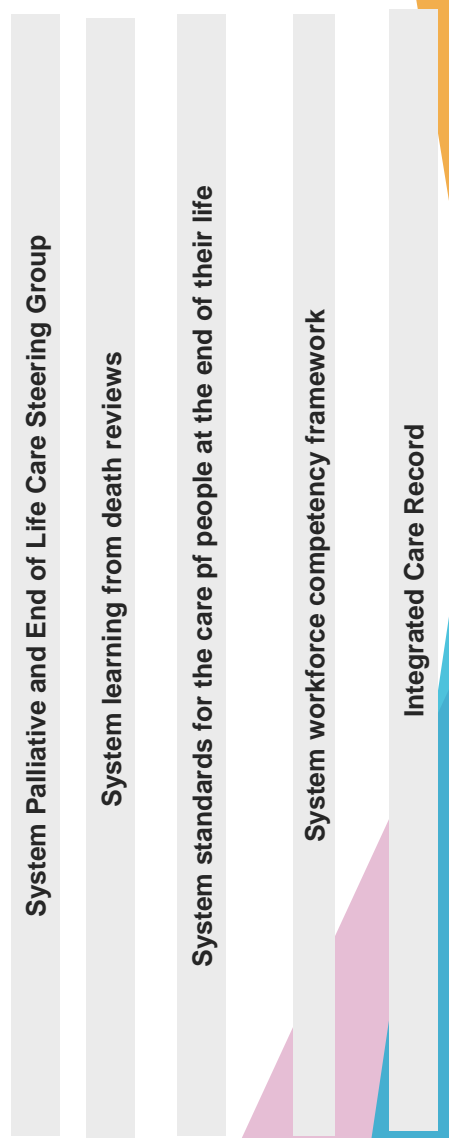 System Palliative and End of Life Care Steering Group
System learning from death reviews
System standards for the care pf people at the end of their life
System workforce competency framework
Integrated Care Record